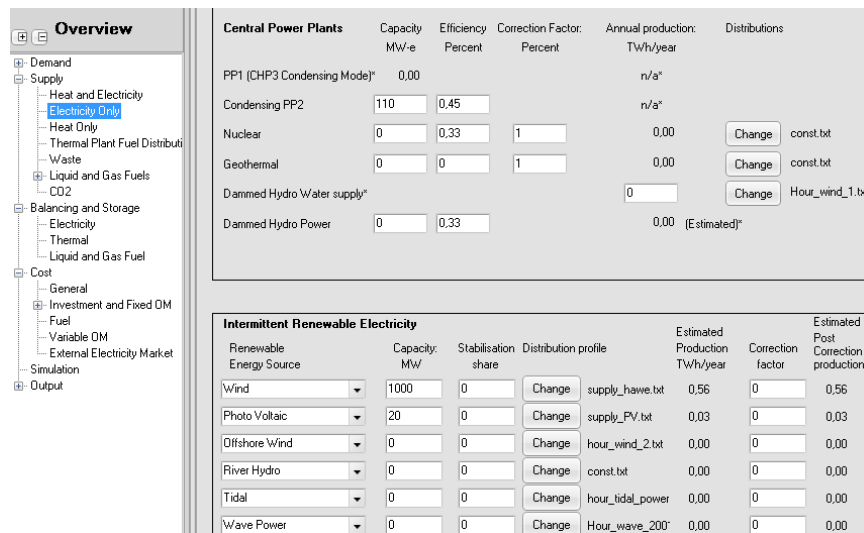 Overview
Demand
Supply
Heat and Electricity
Electricity Only
Heat Only
Thermal Plant Fuel Distributi
Waste
Liquid and Gas Fuels
CO2
Balancing and Storage
Electricity
Thermal
Liquid and Gas Fuel
Cost
General
Investment and Fixed OM
Fuel
Variable OM
External Electricity Market
Simulation
Output
Central Power Plants Capacity Efficiency Correction Factor: Annual production: Distributions
MW-e Percent Percent TWh/year
PP1 (CHP3 Condensing Mode)* 0,00 n/a*
Condensing PP2 110 0,45 n/a*
Nuclear 0 0,33 1 0,00 Change const.txt
Geothermal 0 0 1 0,00 Change const.txt
Dammed Hydro Water supply* 0 Change Hour_wind_1.tx
Dammed Hydro Power 0 0,33 0,00 (Estimated)*
Intermittent Renewable Electricity
Renewable Energy Source
Capacity: MW
Stabilisation share
Distribution profile
Estimated Production TWh/year
Correction factor
Estimated Post Correction production
Wind 1000 0 Change supply_hawe.txt 0,56 0 0,56
Photo Voltaic 20 0 Change supply_PV.txt 0,03 0 0,03
Offshore Wind 0 0 Change hour_wind_2.txt 0,00 0 0,00
River Hydro 0 0 Change const.txt 0,00 0 0,00
Tidal 0 0 Change hour_tidal_power 0,00 0 0,00
Wave Power 0 0 Change Hour_wave_200 0,00 0 0,00